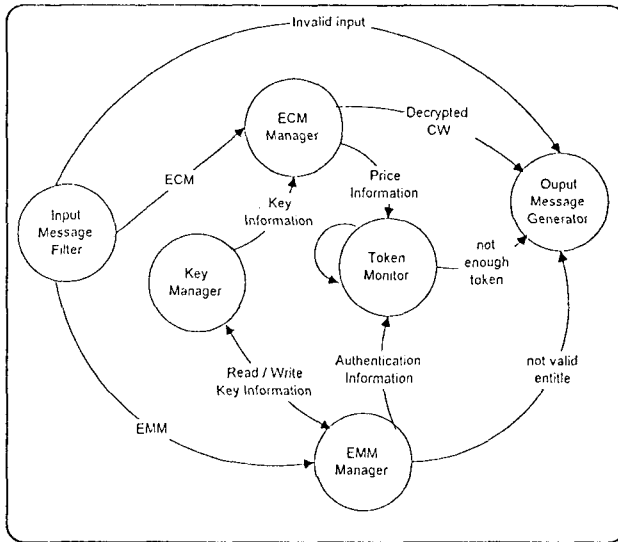 Invalid input
ECM
Manager
Decrypted
CW
ECM
Price
Information
Ouput
Message
Generator
Input
Message
Filter
Key
Information
Key
Manager
Token
Monitor
not
enough
token
Read / Write
Key Information
Authentication
Information
not valid
entitle
EMM
EMM
Manager